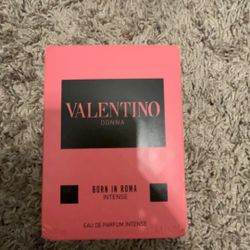 VALENTINO
DONNA
BORN IN ROMA
INTENSE
EAU DE PARFUM INTENSE